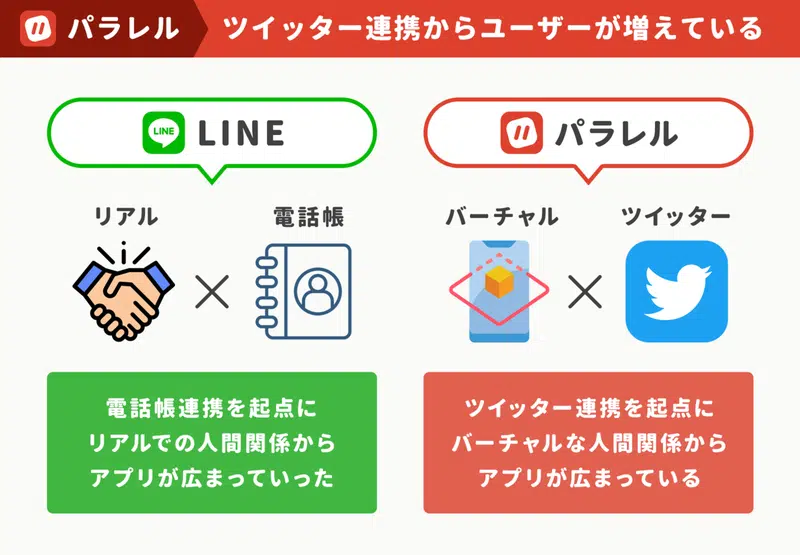 パラレル
ツイッター連携からユーザーが増えている
LINE
LINE
リアル
電話帳
電話帳連携を起点に
リアルでの人間関係から
アプリが広まっていった
パラレル
バーチャル
ツイッター
ツイッター連携を起点に
バーチャルな人間関係から
アプリが広まっている